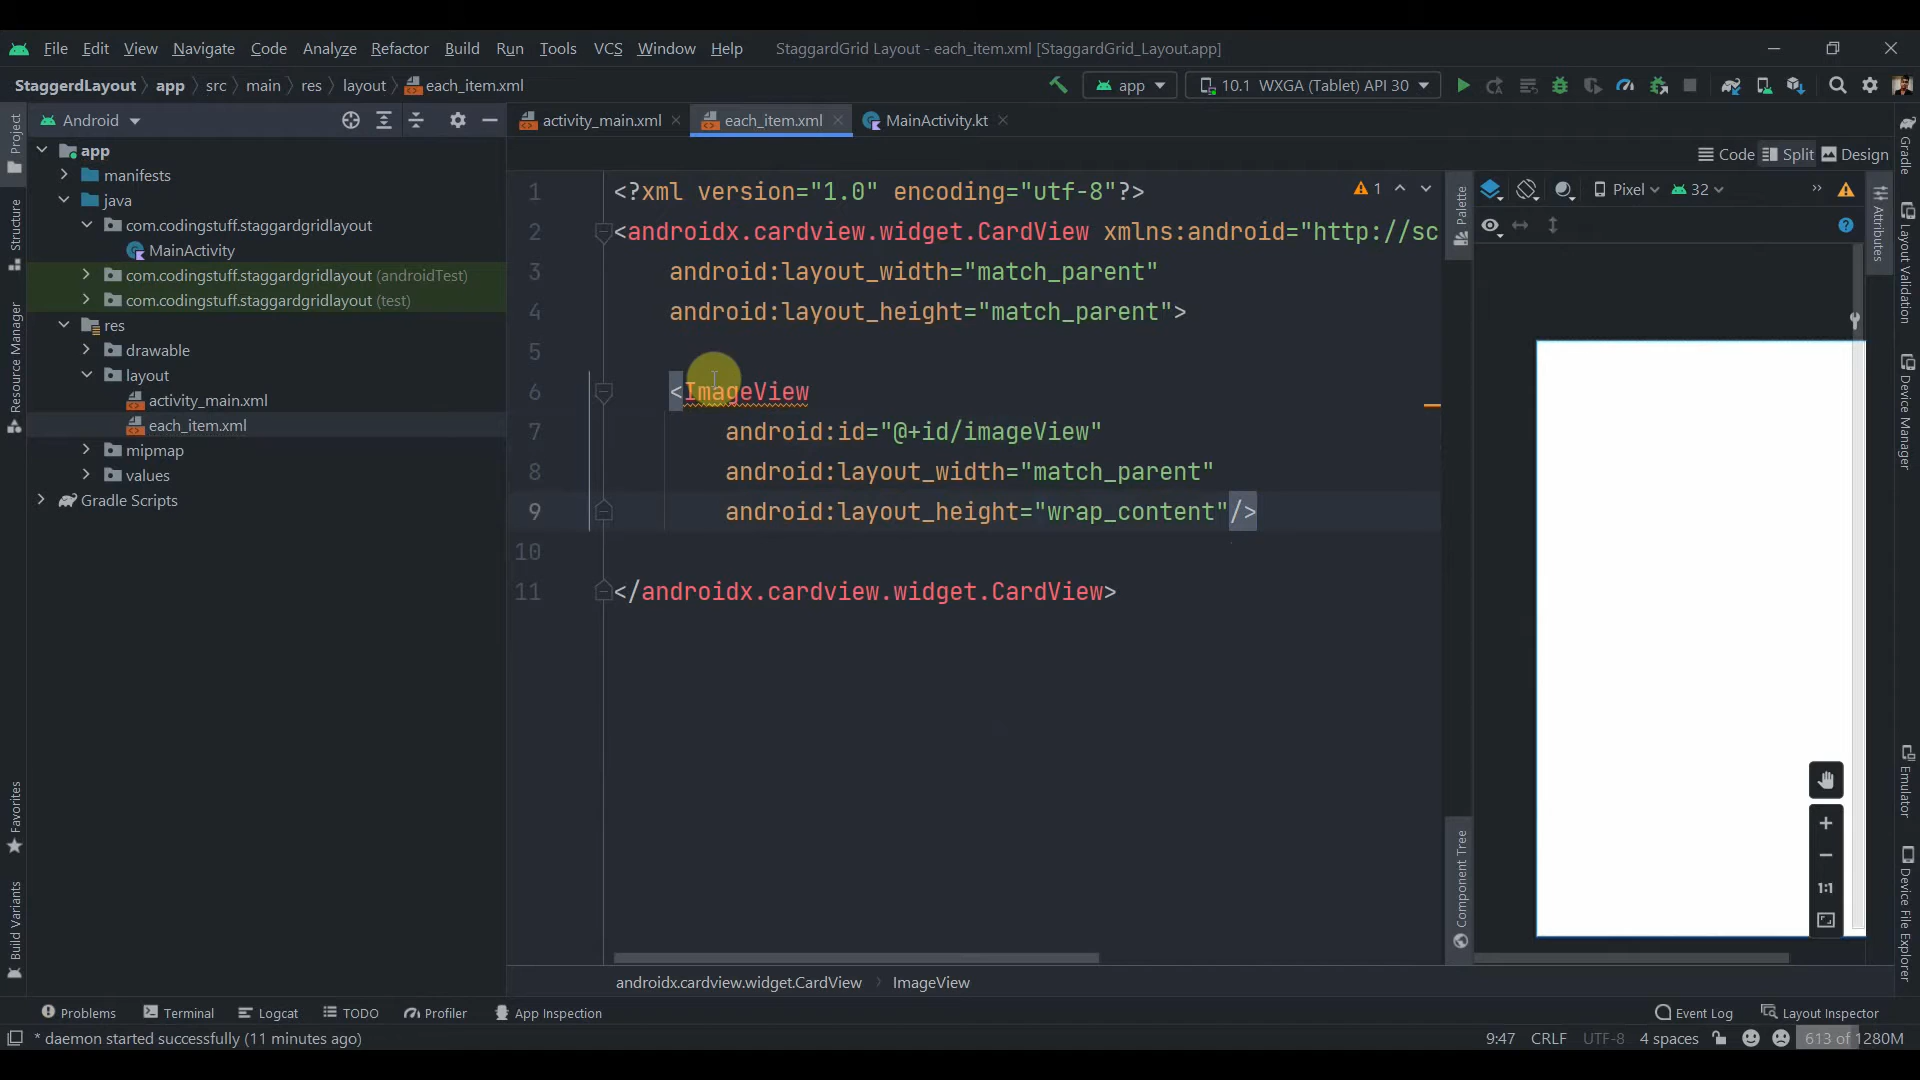 File Edit View Navigate Code Analyze Refactor Build Run Tools VCS Window Help StaggardGrid Layout - each_item.xml [StaggardGrid_Layout.app]
StaggerdLayout app src main res layout each_item.xml app 10.1 WXGA (Tablet) API 30
Android activity_main.xml each_item.xml MainActivity.kt
Code Split Design
app
manifests
java
com.codingstuff.staggardgridlayout
MainActivity
com.codingstuff.staggardgridlayout (androidTest)
com.codingstuff.staggardgridlayout (test)
res
drawable
layout
activity_main.xml
each_item.xml
mipmap
values
Gradle Scripts
1 <?xml version="1.0" encoding="utf-8"?>
2 <androidx.cardview.widget.CardView xmlns:android="http://sc
3 android:layout_width="match_parent"
4 android:layout_height="match_parent">
5
6 <ImageView
7 android:id="@+id/imageView"
8 android:layout_width="match_parent"
9 android:layout_height="wrap_content"/>
10
11 </androidx.cardview.widget.CardView>
1
Pixel 32
1:1
Project
Structure
Resource Manager
Favorites
Build Variants
Palette
Component Tree
Attributes
Gradle
Layout Validation
Device Manager
Emulator
Device File Explorer
androidx.cardview.widget.CardView ImageView
Problems Terminal Logcat TODO Profiler App Inspection Event Log Layout Inspector
* daemon started successfully (11 minutes ago) 9:47 CRLF UTF-8 4 spaces 613 of 1280M